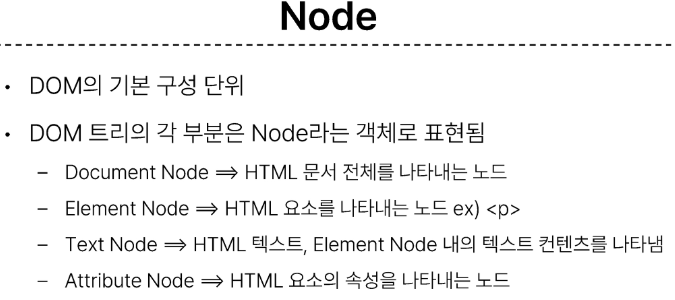 Node
• DOM의 기본 구성 단위
• DOM 트리의 각 부분은 Node라는 객체로 표현됨
– Document Node ⟹ HTML 문서 전체를 나타내는 노드
– Element Node ⟹ HTML 요소를 나타내는 노드 ex) <p>
– Text Node ⟹ HTML 텍스트, Element Node 내의 텍스트 컨텐츠를 나타냄
– Attribute Node ⟹ HTML 요소의 속성을 나타내는 노드